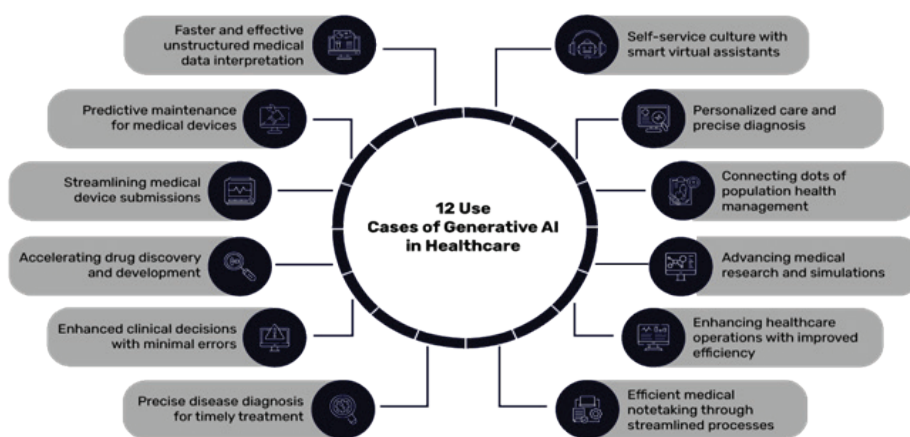 Faster and effective
unstructured medical
data interpretation
Predictive maintenance
for medical devices
Streamlining medical
device submissions
Accelerating drug discovery
and development
Enhanced clinical decisions
with minimal errors
Precise disease diagnosis
for timely treatment
12 Use
Cases of Generative AI
in Healthcare
Self-service culture with
smart virtual assistants
Personalized care and
precise diagnosis
Connecting dots of
population health
management
Advancing medical
research and simulations
Enhancing healthcare
operations with improved
efficiency
Efficient medical
notetaking through
streamlined processes